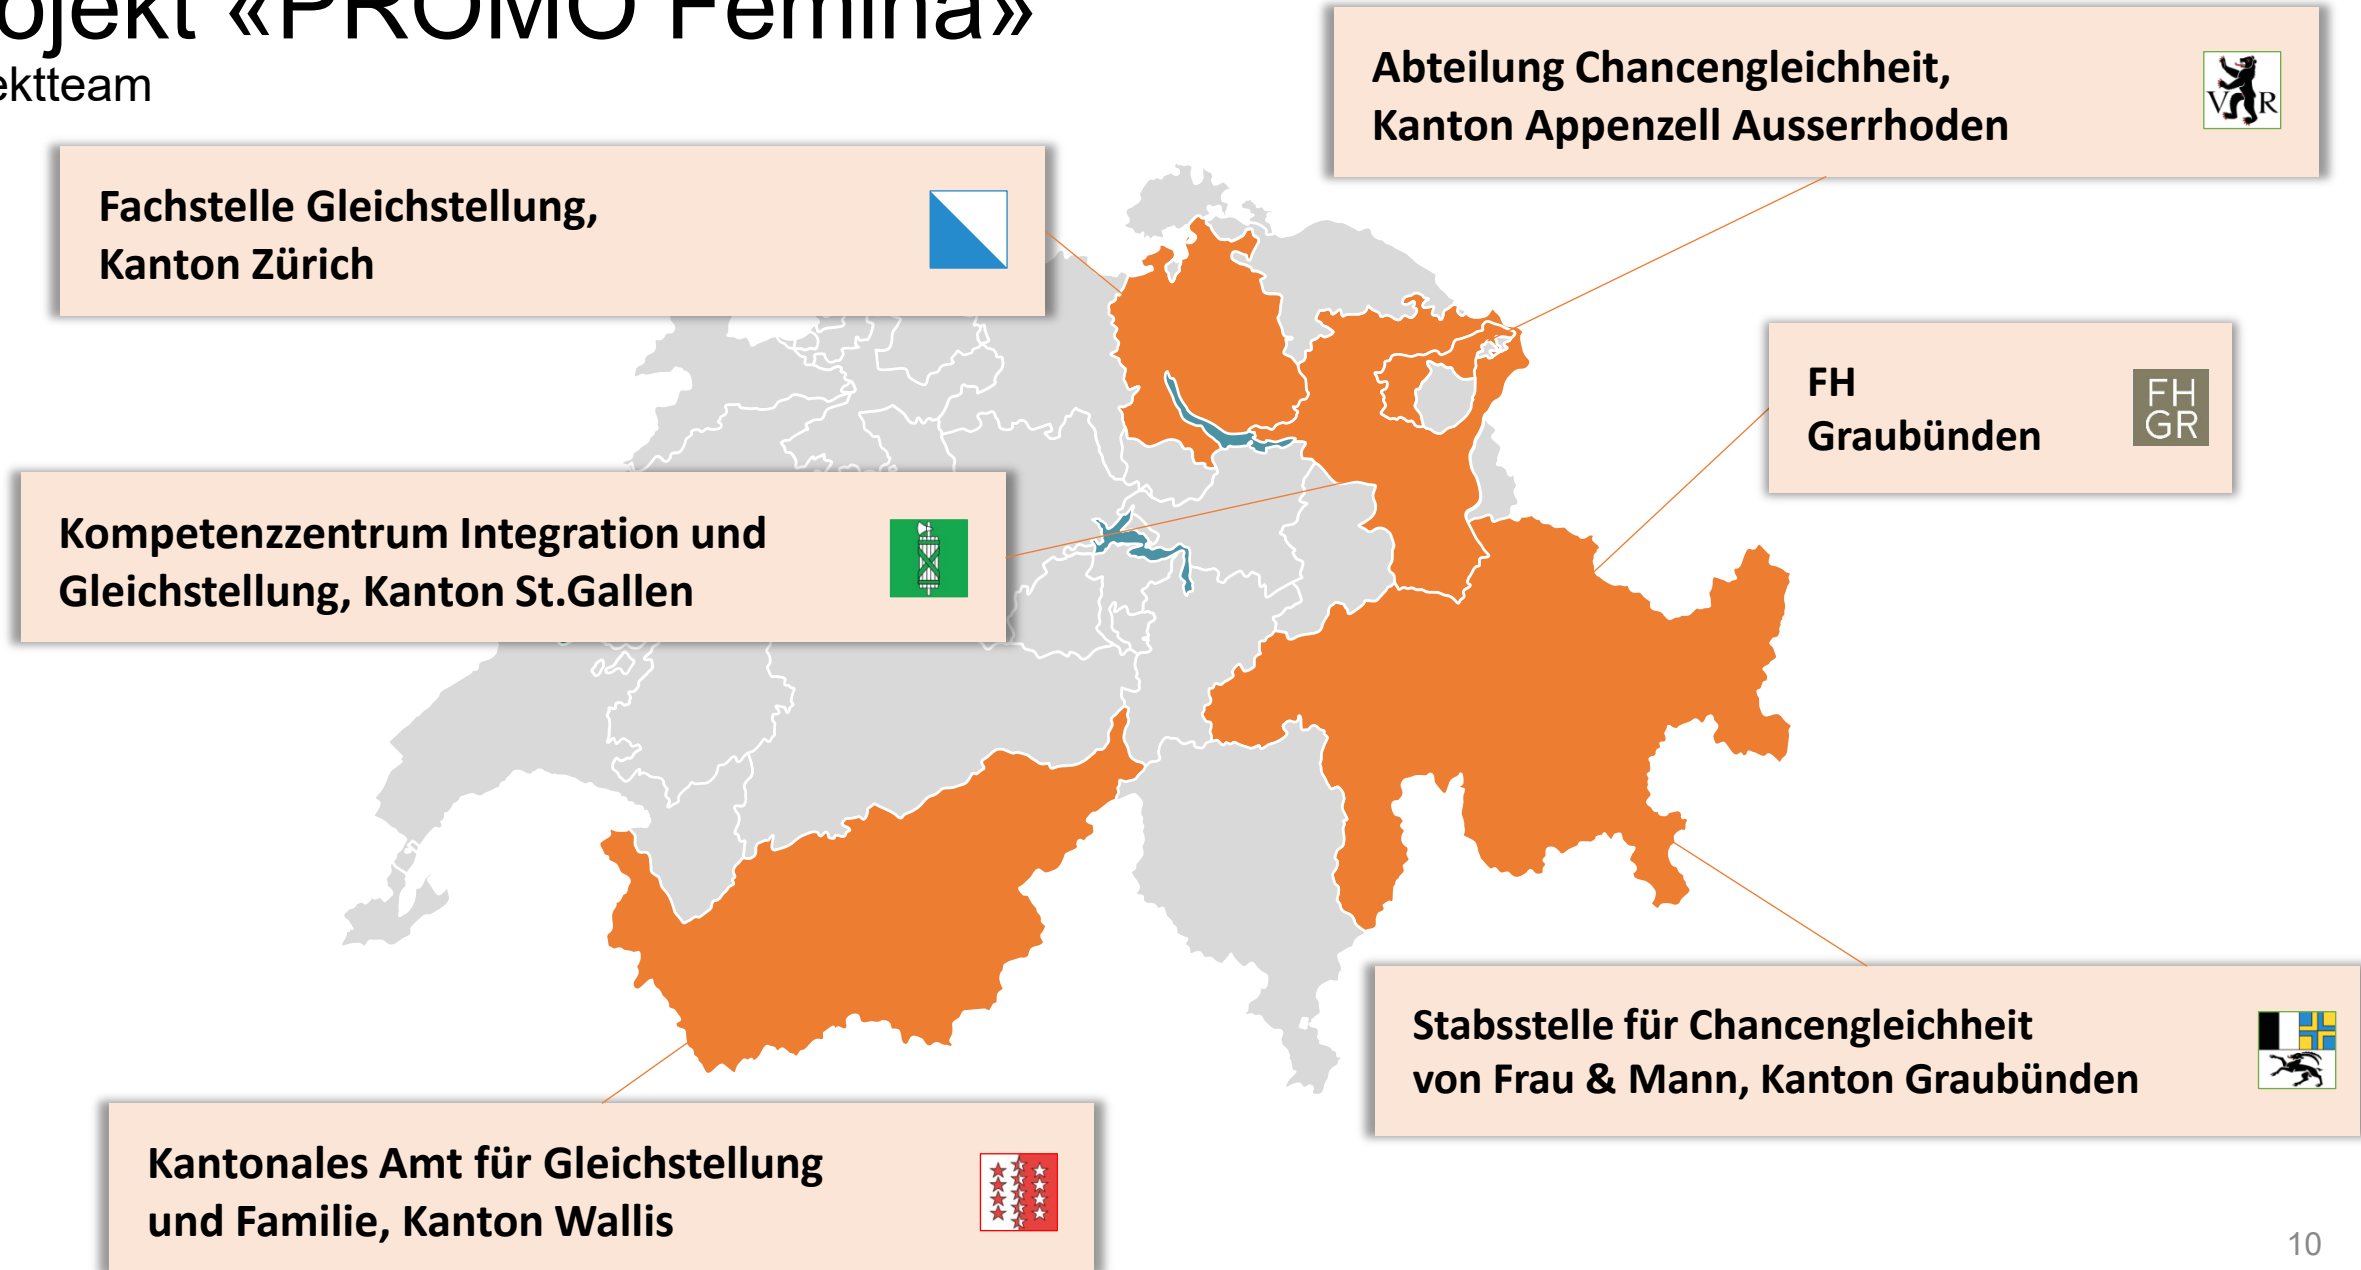 ojekt «PROMO Femina»
ektteam
Abteilung Chancengleichheit,
Kanton Appenzell Ausserrhoden
V R
Fachstelle Gleichstellung,
Kanton Zürich
FH
Graubünden
FH
GR
Kompetenzzentrum Integration und
Gleichstellung, Kanton St.Gallen
Stabsstelle für Chancengleichheit
von Frau & Mann, Kanton Graubünden
Kantonales Amt für Gleichstellung
und Familie, Kanton Wallis
10